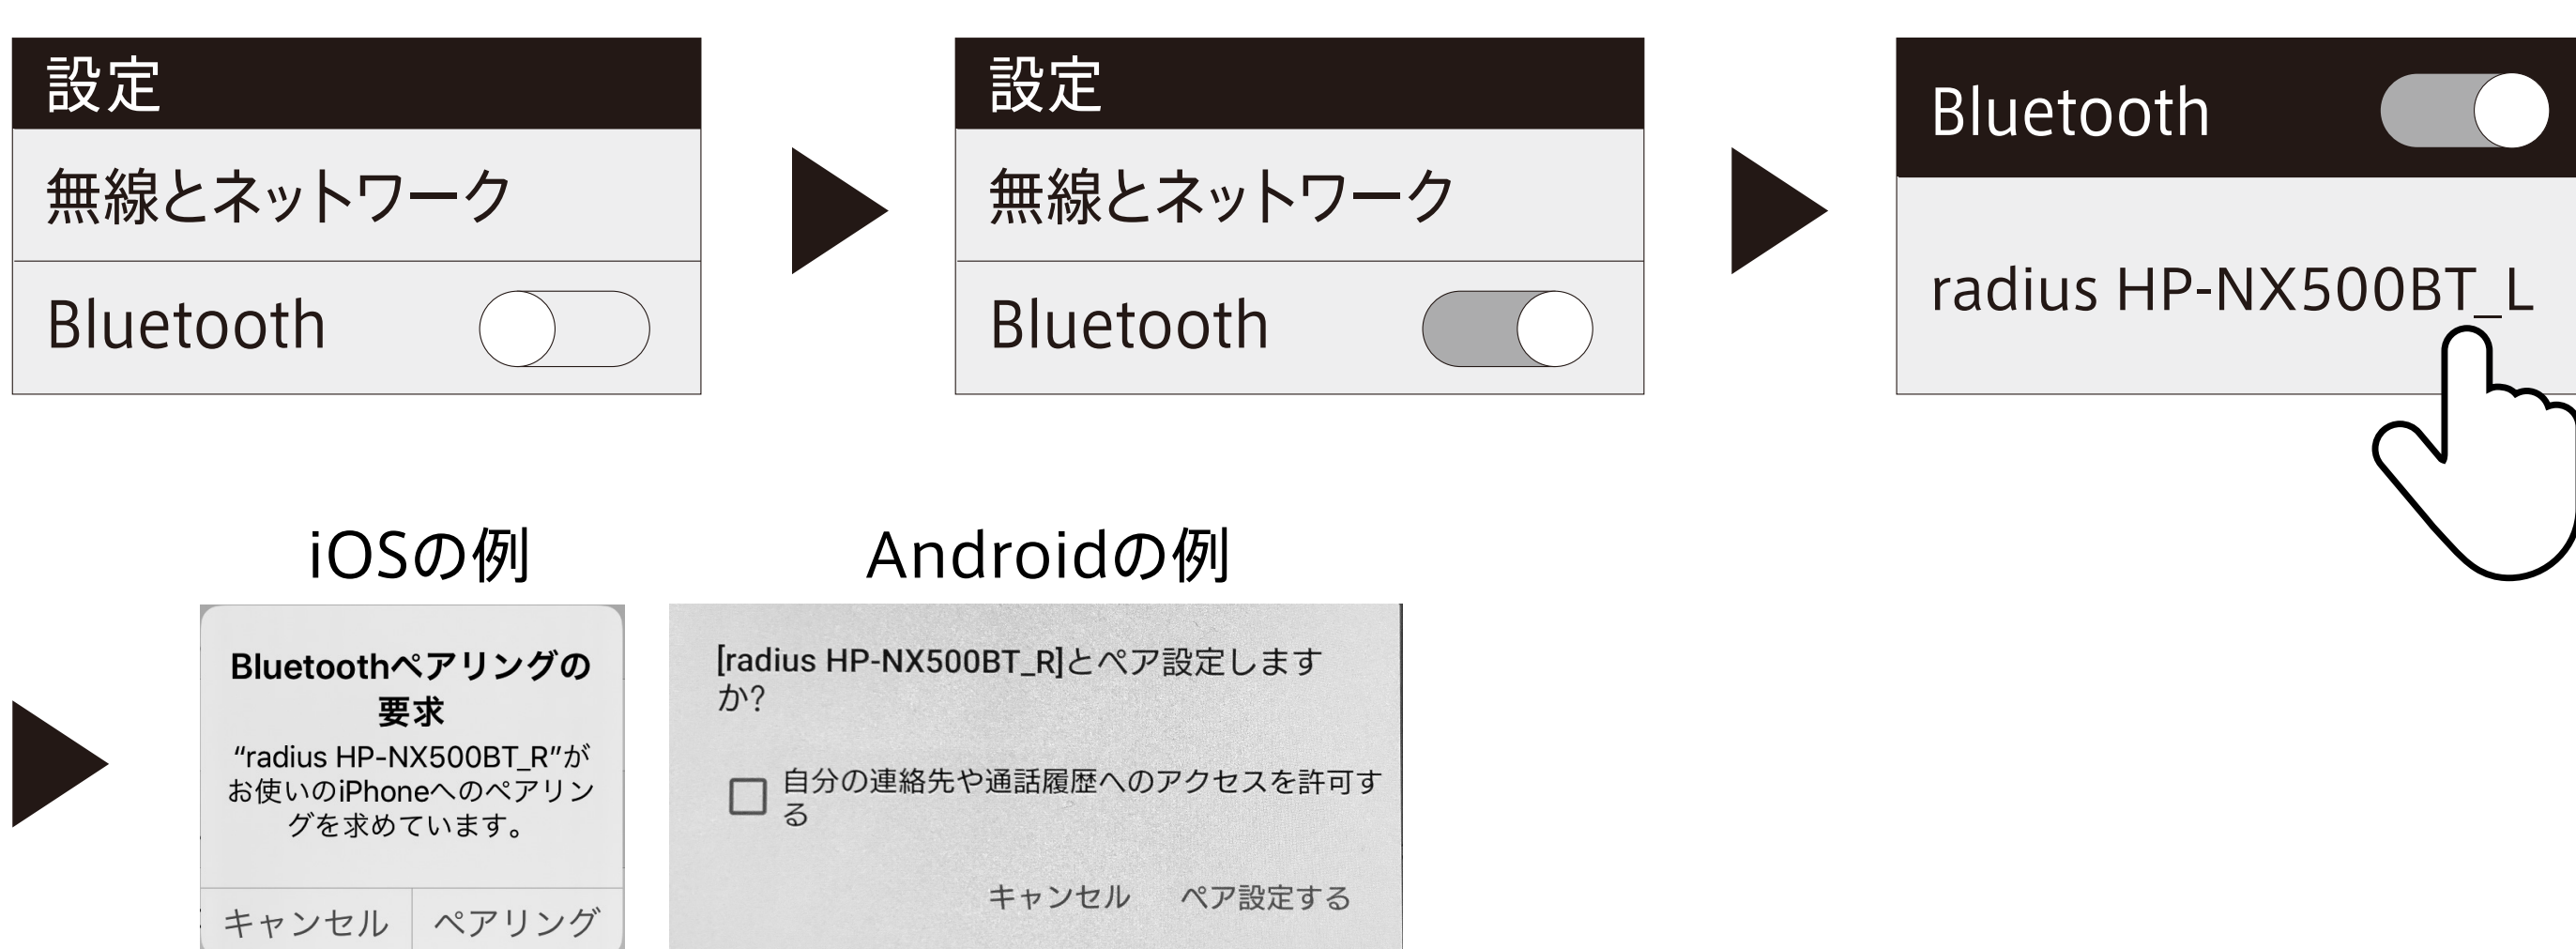 設定
無線とネットワーク
Bluetooth
設定
無線とネットワーク
Bluetooth
Bluetooth
radius HP-NX500BT_L
iOSの例
Bluetoothペアリングの
要求
“radius HP-NX500BT_R”が
お使いのiPhoneへのペアリン
グを求めています。
キャンセル
ペアリング
Androidの例
[radius HP-NX500BT_R]とペア設定します
か?
自分の連絡先や通話履歴へのアクセスを許可す
る
キャンセル
ペア設定する